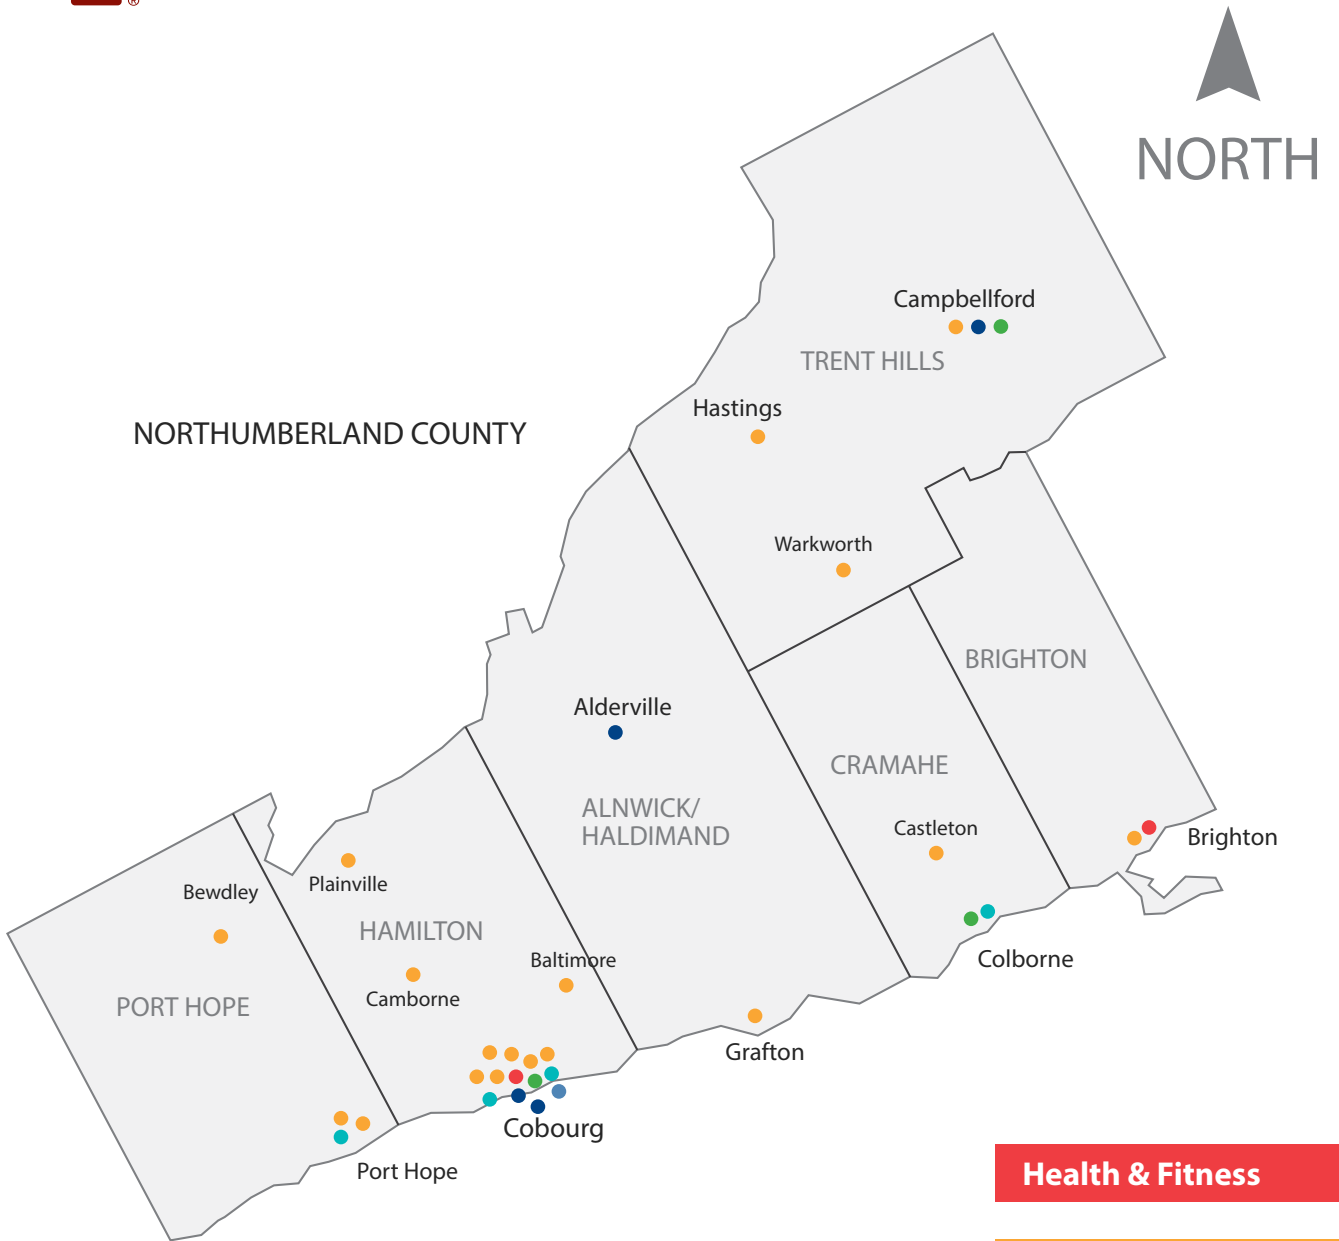 ®
NORTH
Campbellford
TRENT HILLS
Hastings
NORTHUMBERLAND COUNTY
Warkworth
BRIGHTON
Alderville
CRAMAHE
ALNWICK/
HALDIMAND
Castleton
Brighton
Plainville
Bewdley
HAMILTON
Baltimore
Colborne
Camborne
PORT HOPE
Grafton
Cobourg
Port Hope
Health & Fitness